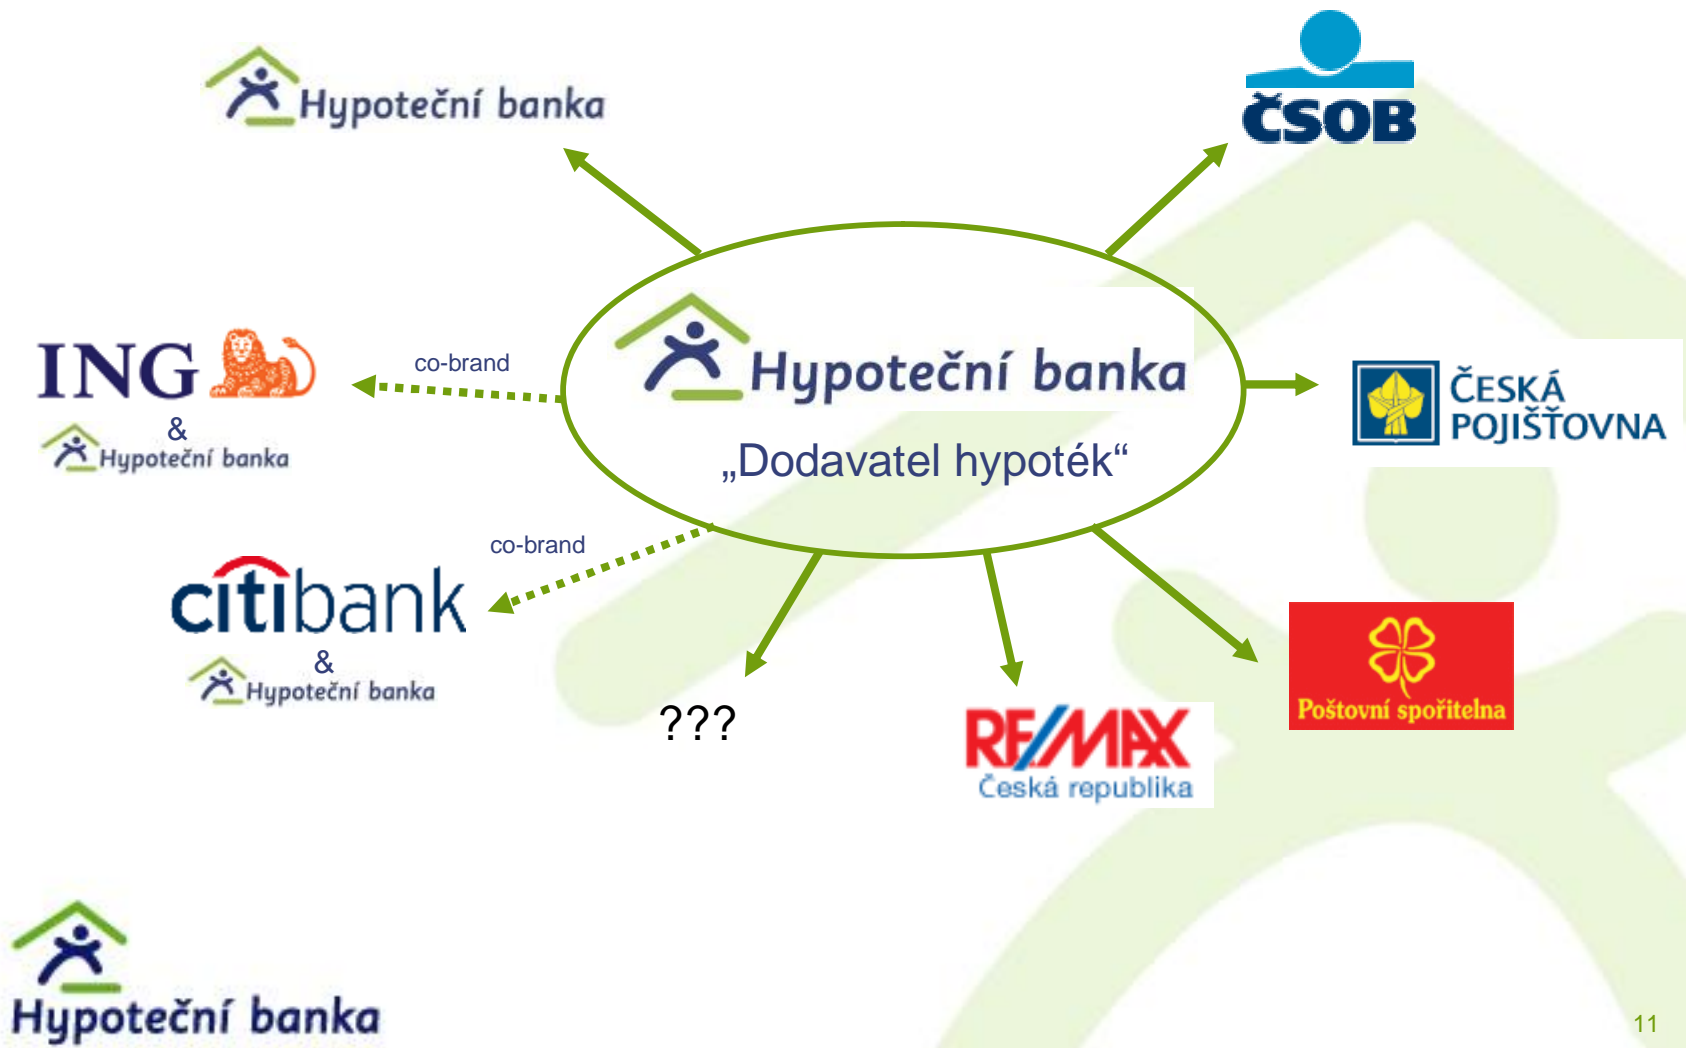 Hypoteční banka
ČSOB
ING
&
Hypoteční banka
co-brand
Hypoteční banka
„Dodavatel hypoték“
ČESKÁ
POJIŠŤOVNA
co-brand
citibank
&
Hypoteční banka
???
RE/MAX
Česká republika
Poštovní spořitelna
Hypoteční banka
11